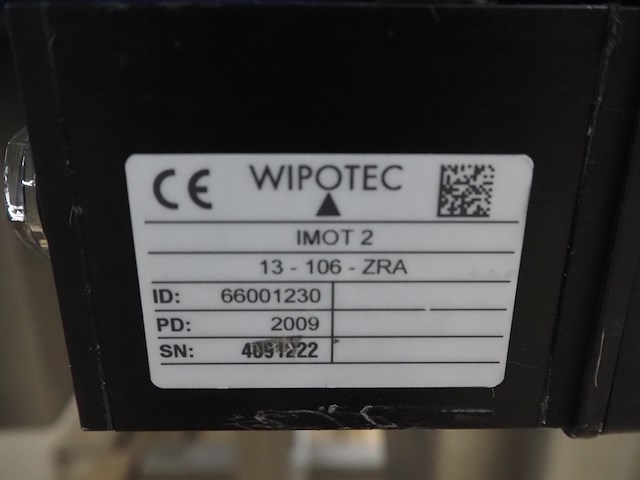 CE WIPOTEC
IMOT 2
13 - 106 - ZRA
ID: 66001230
PD: 2009
SN: 4091222